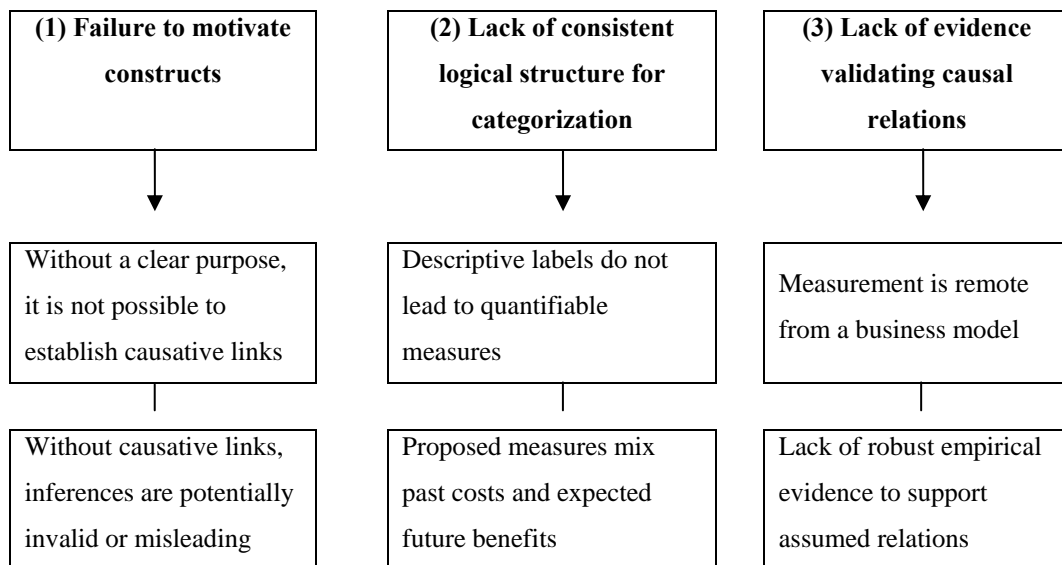 (1) Failure to motivate
constructs
(2) Lack of consistent
logical structure for
categorization
(3) Lack of evidence
validating causal
relations
Without a clear purpose,
it is not possible to
establish causative links
Descriptive labels do not
lead to quantifiable
measures
Measurement is remote
from a business model
Without causative links,
inferences are potentially
invalid or misleading
Proposed measures mix
past costs and expected
future benefits
Lack of robust empirical
evidence to support
assumed relations